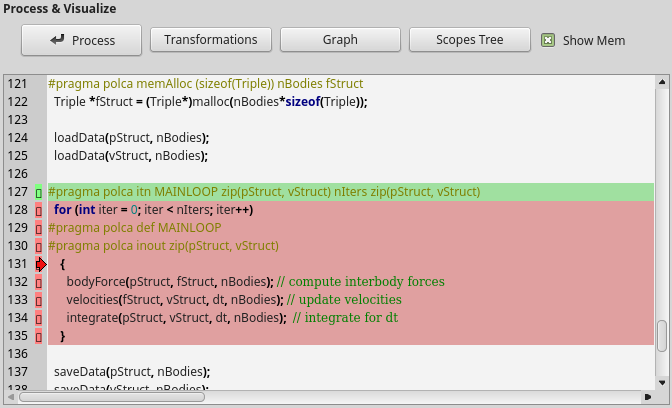 Process & Visualize
Process Transformations Graph Scopes Tree Show Mem
121 #pragma polca memAlloc (sizeof(Triple)) nBodies fStruct
122 Triple *fStruct = (Triple*)malloc(nBodies*sizeof(Triple));
123
124 loadData(pStruct, nBodies);
125 loadData(vStruct, nBodies);
126
127 #pragma polca itn MAINLOOP zip(pStruct, vStruct) nIters zip(pStruct, vStruct)
128 for (int iter = 0; iter < nIters; iter++)
129 #pragma polca def MAINLOOP
130 #pragma polca inout zip(pStruct, vStruct)
131 {
132 bodyForce(pStruct, fStruct, nBodies); // compute interbody forces
133 velocities(fStruct, vStruct, dt, nBodies); // update velocities
134 integrate(pStruct, vStruct, dt, nBodies); // integrate for dt
135 }
136
137 saveData(pStruct, nBodies);
138 saveData(vStruct, nBodies);